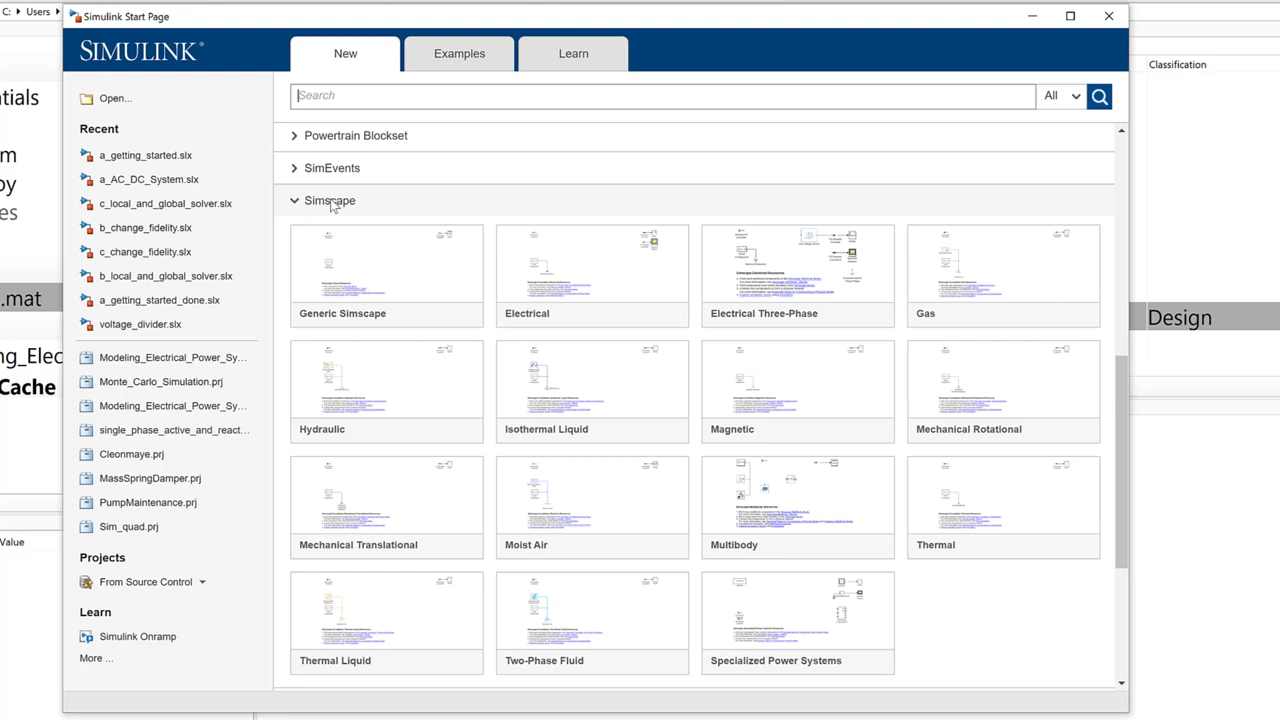 C: Users
Simulink Start Page
SIMULINK®
New
Examples
Learn
Classification
Open...
Search
All
Recent
a_getting_started.slx
a_AC_DC_System.slx
c_local_and_global_solver.slx
b_change_fidelity.slx
c_change_fidelity.slx
b_local_and_global_solver.slx
a_getting_started_done.slx
voltage_divider.slx
Modeling_Electrical_Power_Sy...
Monte_Carlo_Simulation.prj
Modeling_Electrical_Power_Sy...
single_phase_active_and_react...
Cleonmaye.prj
MassSpringDamper.prj
PumpMaintenance.prj
Sim_quad.prj
Projects
From Source Control
Learn
Simulink Onramp
More ...
Powertrain Blockset
SimEvents
Simscape
Generic Simscape
Electrical
Electrical Three-Phase
Gas
Hydraulic
Isothermal Liquid
Magnetic
Mechanical Rotational
Mechanical Translational
Moist Air
Multibody
Thermal
Thermal Liquid
Two-Phase Fluid
Specialized Power Systems
ntials
m
by
es
.mat
ng_Elec
Cache
Value
Design